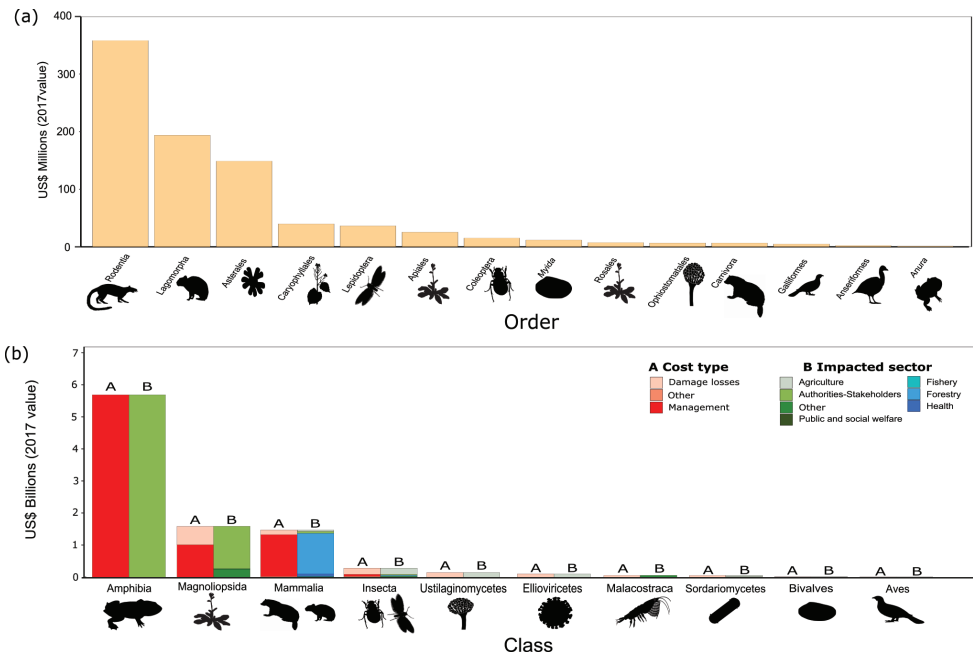 (a)
US$ Millions (2017value)
400
300
200
100
0
Rodentia
Lagomorpha
Asterales
Caryophyllales
Lepidoptera
Apiales
Coleoptera
Myida
Rosales
Ophiostomatales
Carnivora
Galliformes
Anseriformes
Anura
Order
(b)
US$ Billions (2017 value)
7
6
5
4
3
2
1
0
A B
A B
A B
A B
A B
A B
A B
A B
A B
A B
A Cost type
Damage losses
Other
Management
B Impacted sector
Agriculture
Authorities-Stakeholders
Other
Public and social welfare
Fishery
Forestry
Health
Amphibia
Magnoliopsida
Mammalia
Insecta
Ustilaginomycetes
Ellioviricetes
Malacostraca
Sordariomycetes
Bivalves
Aves
Class